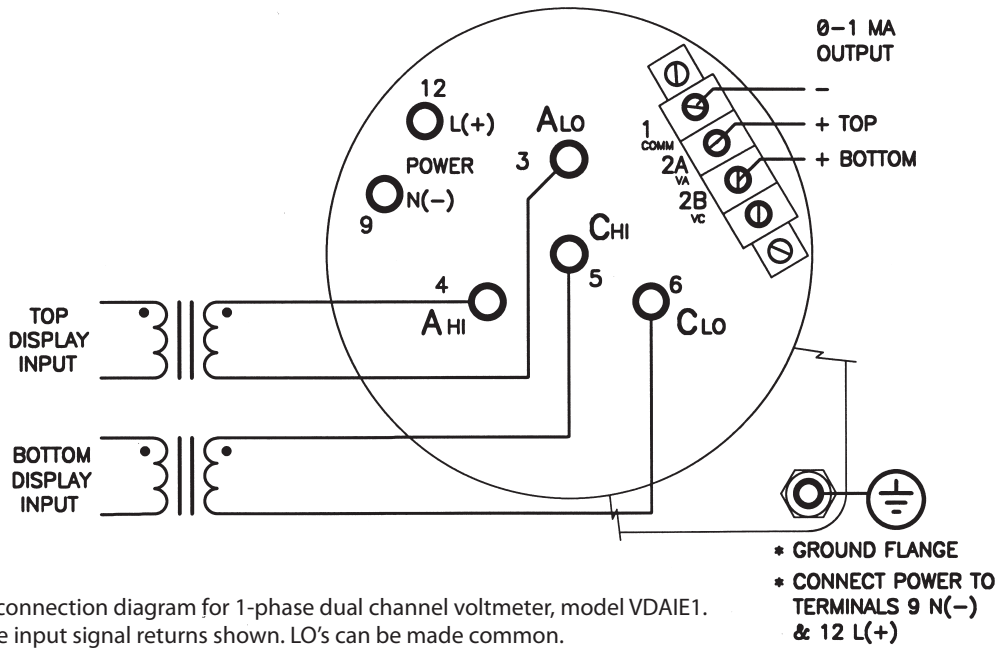 0-1 MA
OUTPUT
-
+ TOP
+ BOTTOM
12
L(+)
POWER
N(-)
9
ALO
3
1
COMM
2A
VA
2B
VC
CHI
5
4
A HI
6
CLO
TOP
DISPLAY
INPUT
BOTTOM
DISPLAY
INPUT
* GROUND FLANGE
* CONNECT POWER TO
TERMINALS 9 N(-)
& 12 L(+)
connection diagram for 1-phase dual channel voltmeter, model VDAIE1.
input signal returns shown. LO's can be made common.